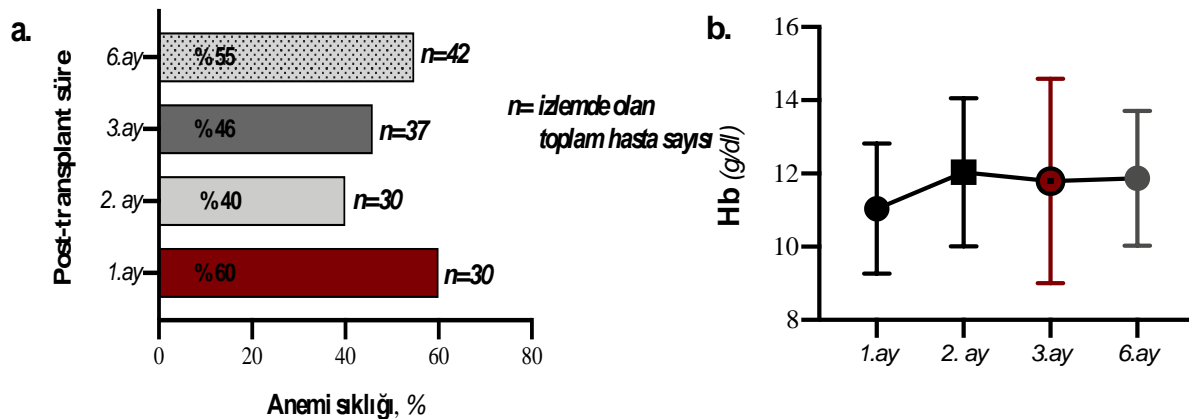 a.
Post-transplant süre
6.ay
%55
n=42
3.ay
%46
n=37
2. ay
%40
n=30
1.ay
%60
n=30
0
20
40
60
80
Anemi sıklığı, %
n= izlemde olan
toplam hasta sayısı
b.
Hb (g/dl)
16
14
12
10
8
1.ay
2. ay
3.ay
6.ay